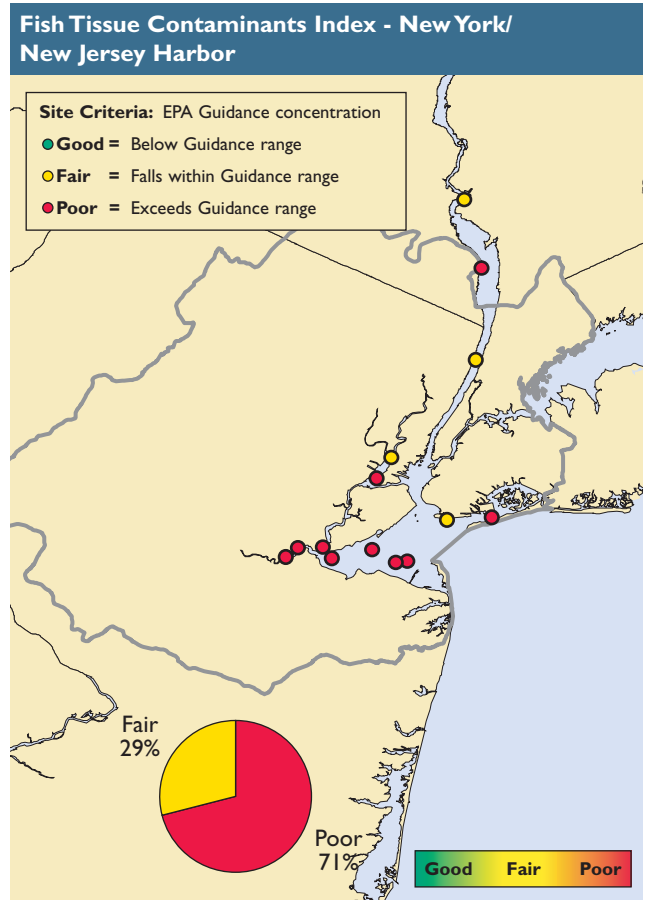 Fish Tissue Contaminants Index - New York/
New Jersey Harbor
Site Criteria: EPA Guidance concentration
Good = Below Guidance range
Fair = Falls within Guidance range
Poor = Exceeds Guidance range
Fair
29%
Poor
71%
Good Fair Poor